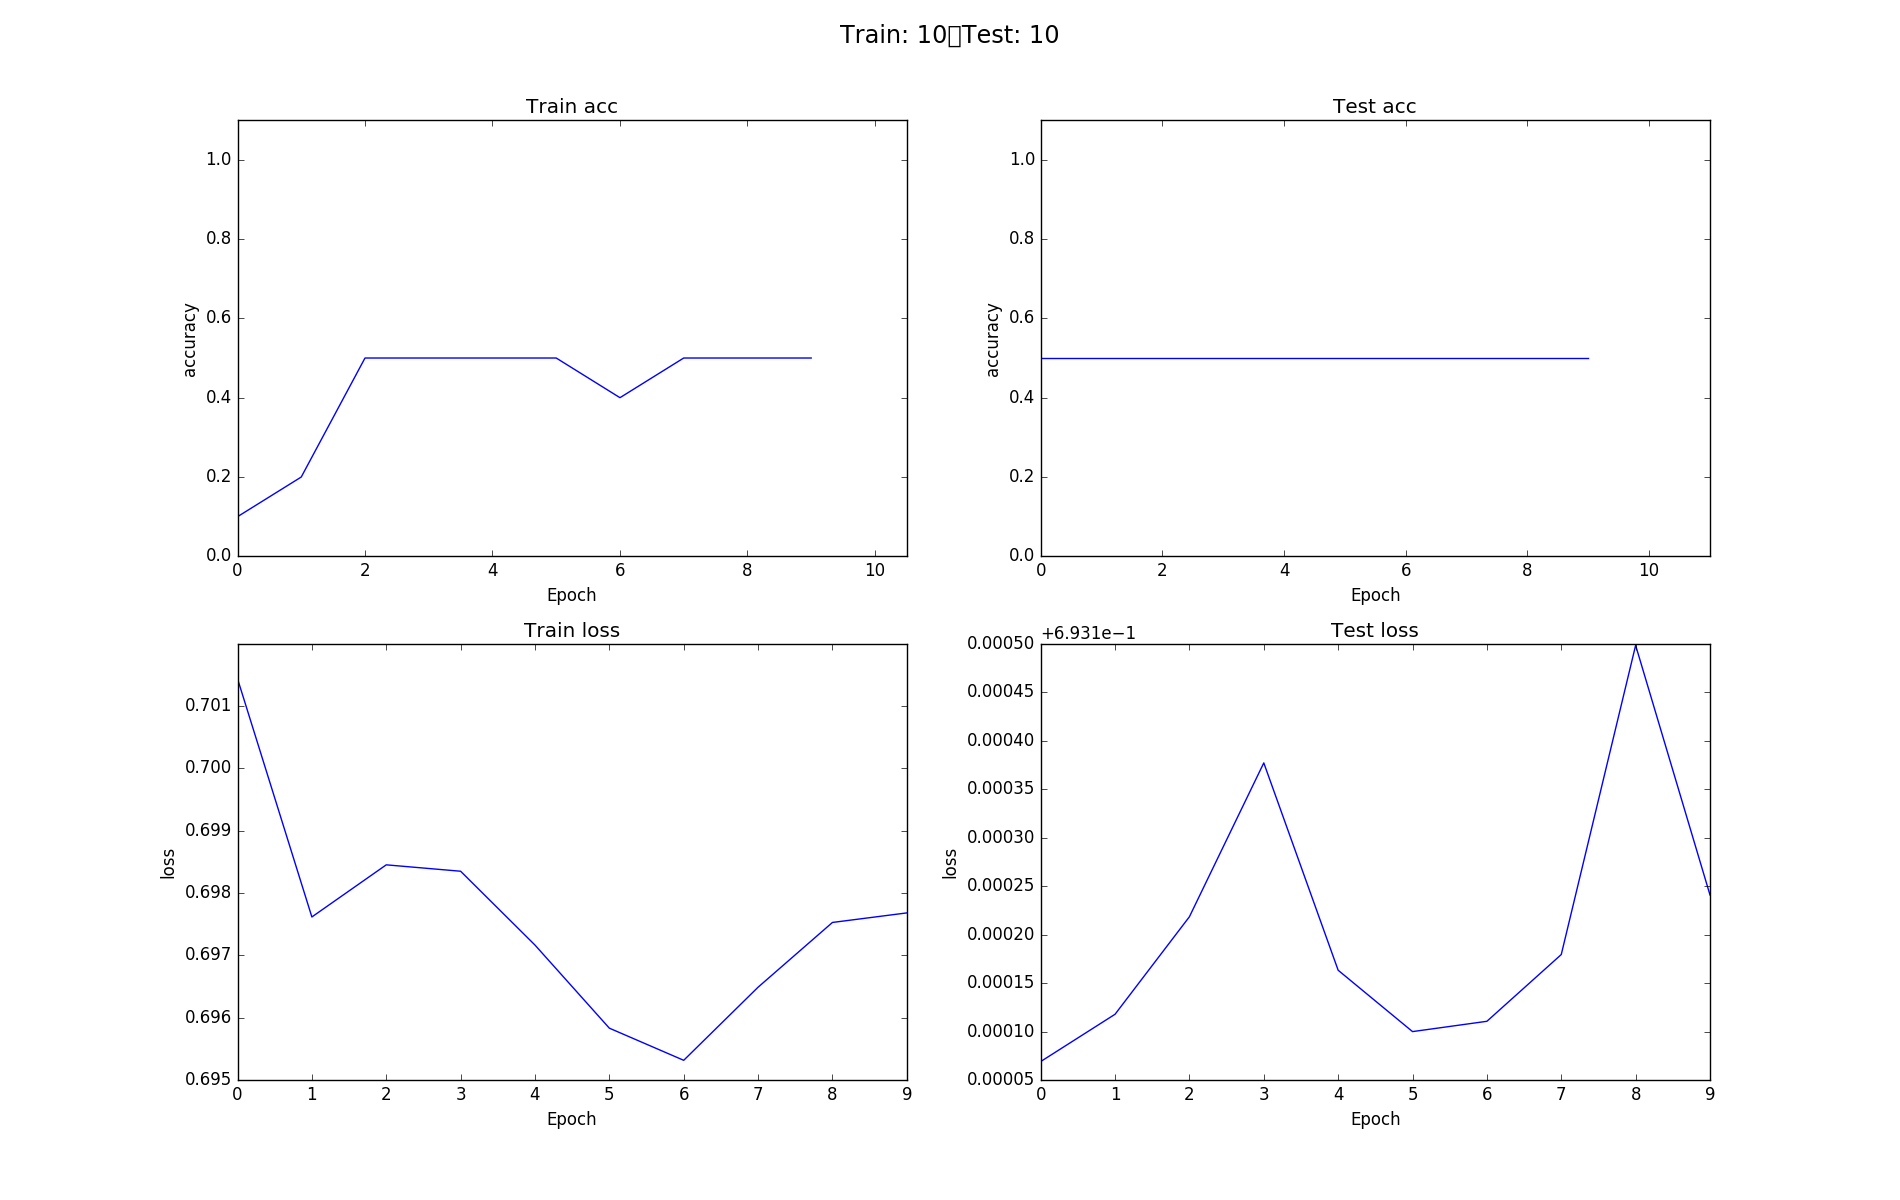 Train: 10▯Test: 10
Train acc
1.0
0.8
0.6
0.4
0.2
0.0
accuracy
0 2 4 6 8 10
Epoch
Test acc
1.0
0.8
0.6
0.4
0.2
0.0
accuracy
0 2 4 6 8 10
Epoch
Train loss
0.701
0.700
0.699
0.698
0.697
0.696
0.695
loss
0 1 2 3 4 5 6 7 8 9
Epoch
Test loss
+6.931e−1
0.00050
0.00045
0.00040
0.00035
0.00030
0.00025
0.00020
0.00015
0.00010
0.00005
loss
0 1 2 3 4 5 6 7 8 9
Epoch